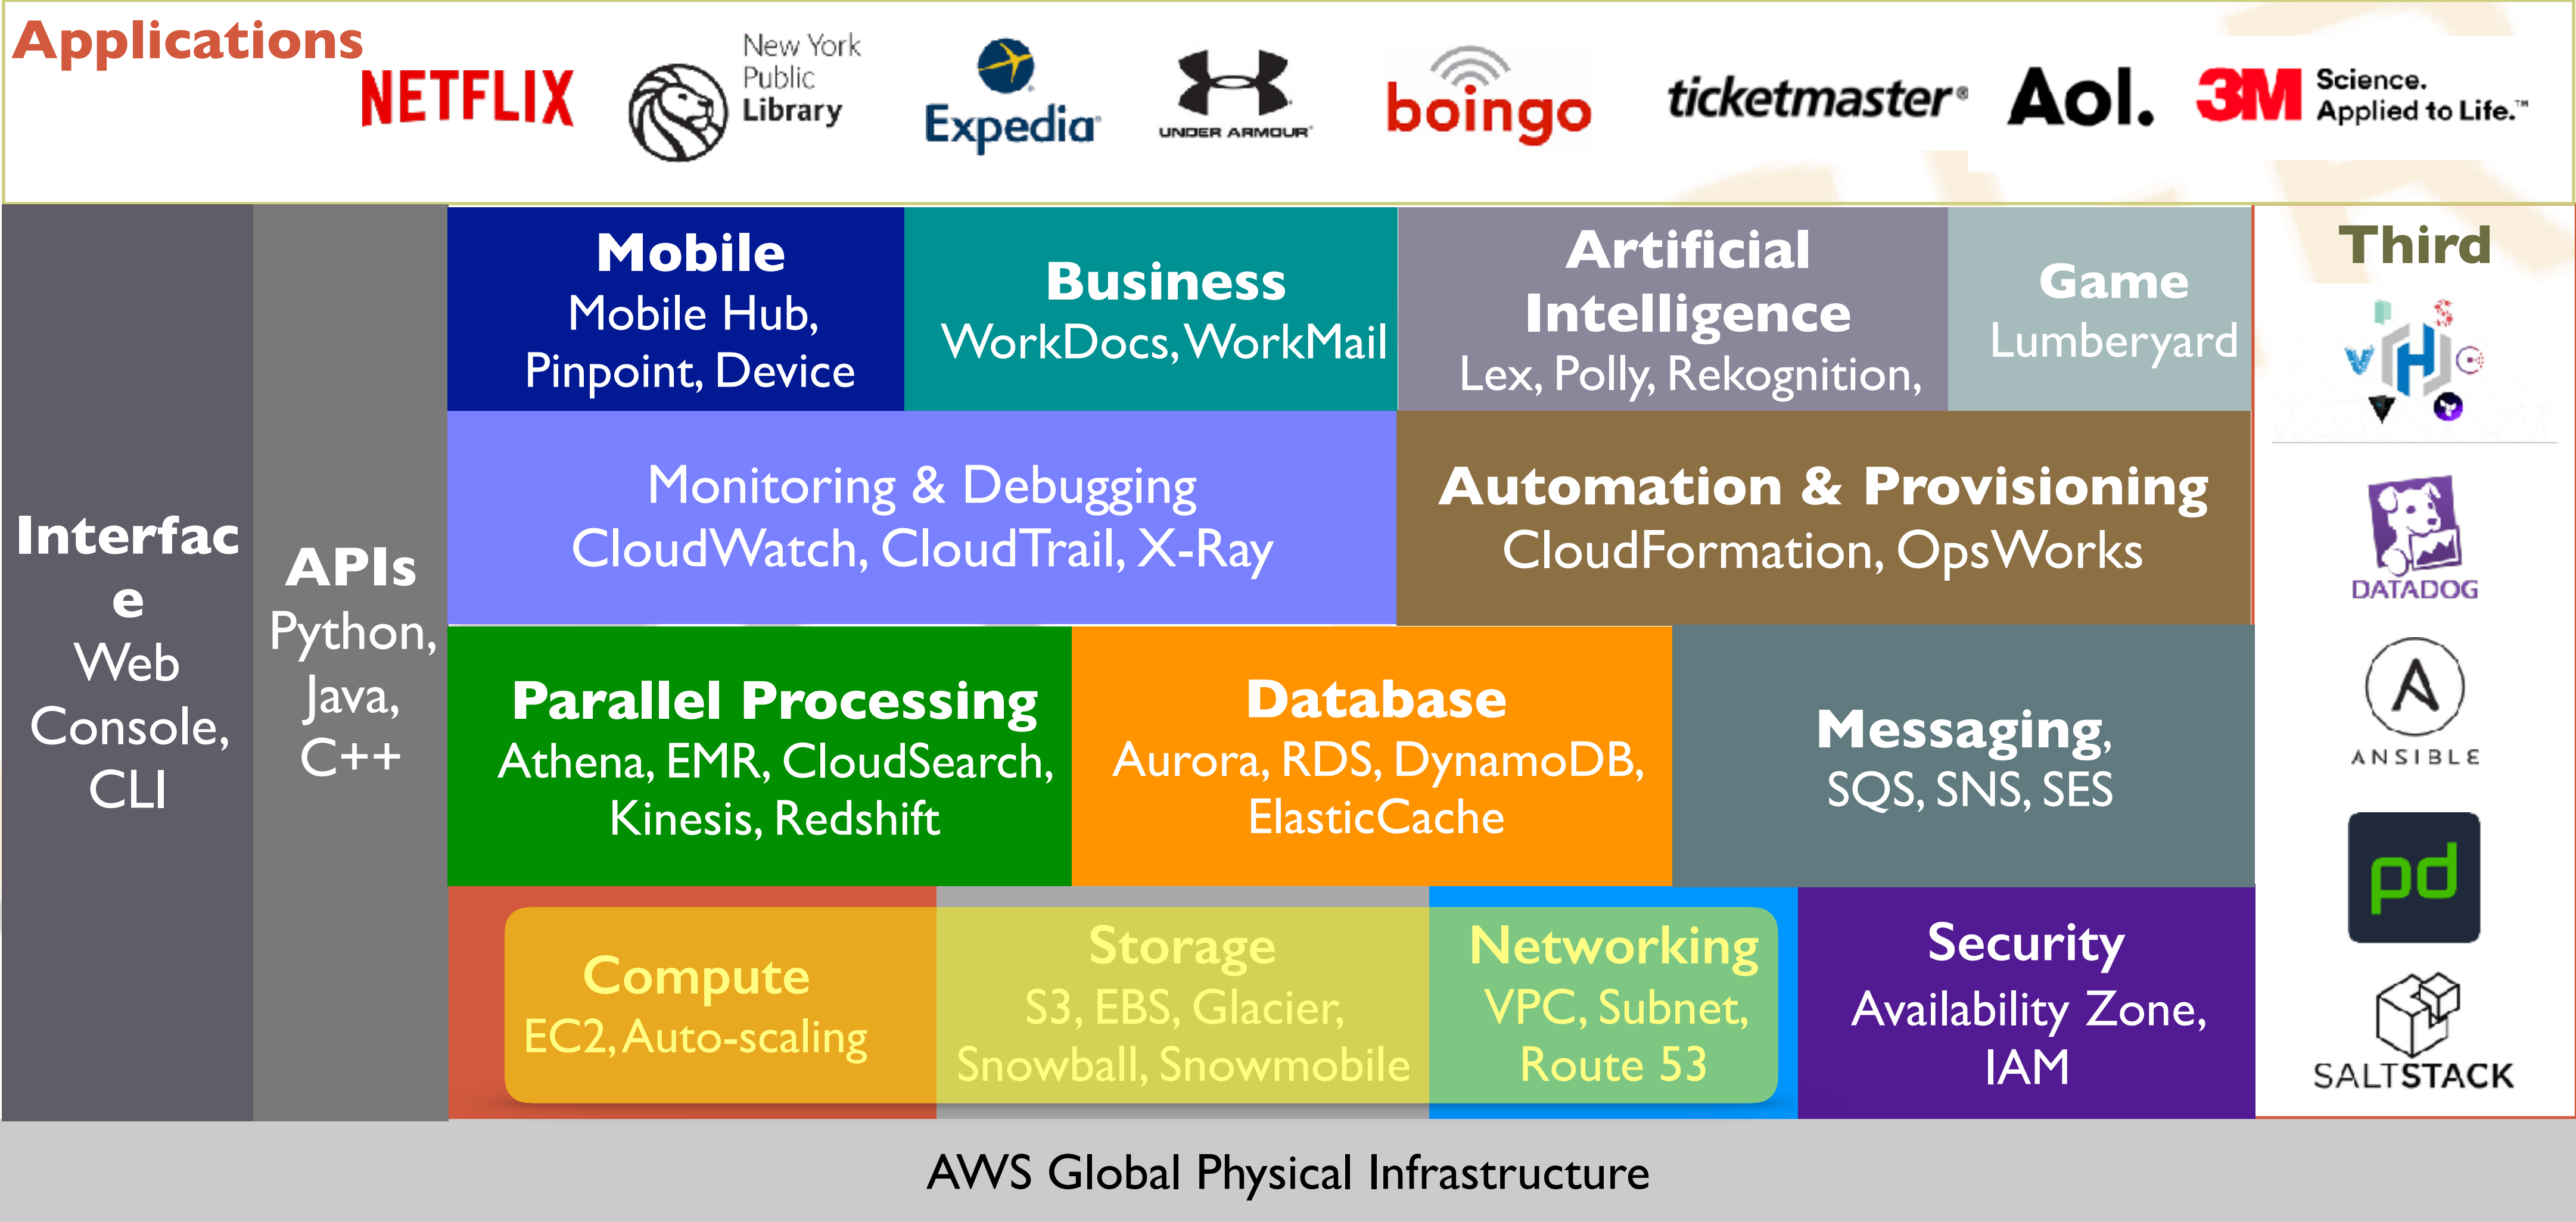 Applications
NETFLIX
New York
Public
Library
Expedia®
UNDER ARMOUR®
boingo
ticketmaster®
Aol.
3M
Science.
Applied to Life.™
Interfac
e
Web
Console,
CLI
APIs
Python,
Java,
C++
Mobile
Mobile Hub,
Pinpoint, Device
Business
WorkDocs, WorkMail
Artificial
Intelligence
Lex, Polly, Rekognition,
Game
Lumberyard
Monitoring & Debugging
CloudWatch, CloudTrail, X-Ray
Automation & Provisioning
CloudFormation, OpsWorks
Parallel Processing
Athena, EMR, CloudSearch,
Kinesis, Redshift
Database
Aurora, RDS, DynamoDB,
ElasticCache
Messaging,
SQS, SNS, SES
Compute
EC2, Auto-scaling
Storage
S3, EBS, Glacier,
Snowball, Snowmobile
Networking
VPC, Subnet,
Route 53
Security
Availability Zone,
IAM
Third
H
DATADOG
A
ANSIBLE
pd
SALTSTACK
AWS Global Physical Infrastructure